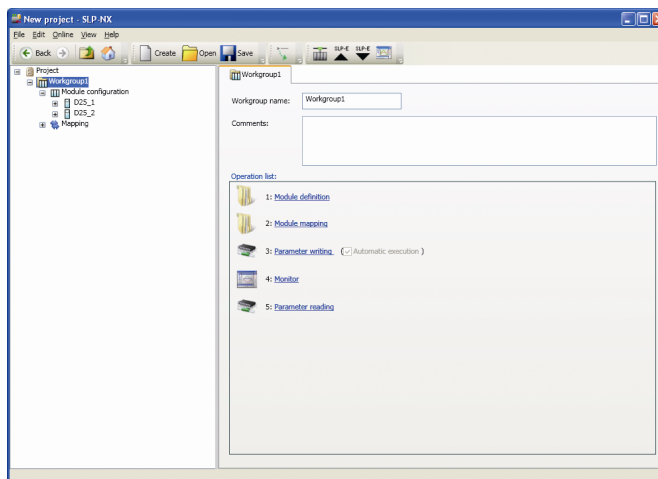 New project - SLP-NX
File Edit Online View Help
Back Create Open Save SLP-E SLP-E
Project
Workgroup1
Module configuration
D25_1
D25_2
Mapping
Workgroup1
Workgroup name: Workgroup1
Comments:
Operation list:
1: Module definition
2: Module mapping
3: Parameter writing ( Automatic execution )
4: Monitor
5: Parameter reading